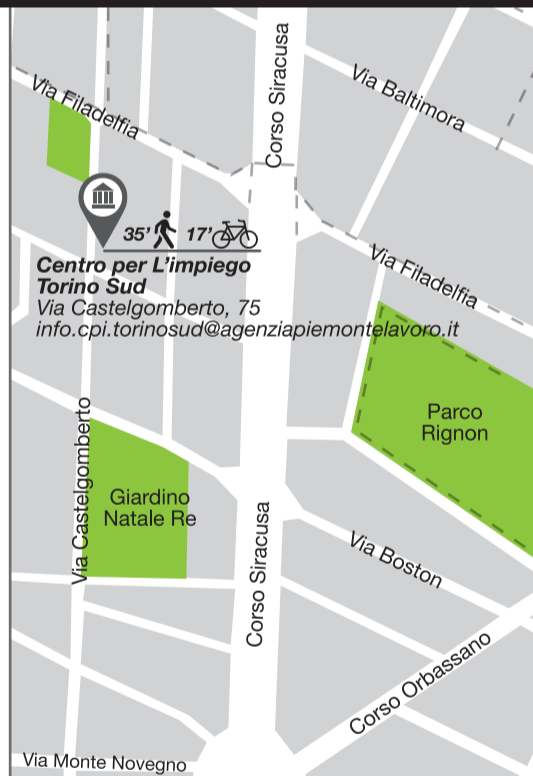 Corso Siracusa
Via Baltimora
Via Filadelfia
35' 17'
Centro per L'impiego
Torino Sud
Via Castelgomberto, 75
info.cpi.torinosud@agenziapiemontelavoro.it
Via Filadelfia
Parco
Rignon
Via Castelgomberto
Giardino
Natale Re
Corso Siracusa
Via Boston
Corso Orbassano
Via Monte Novegno